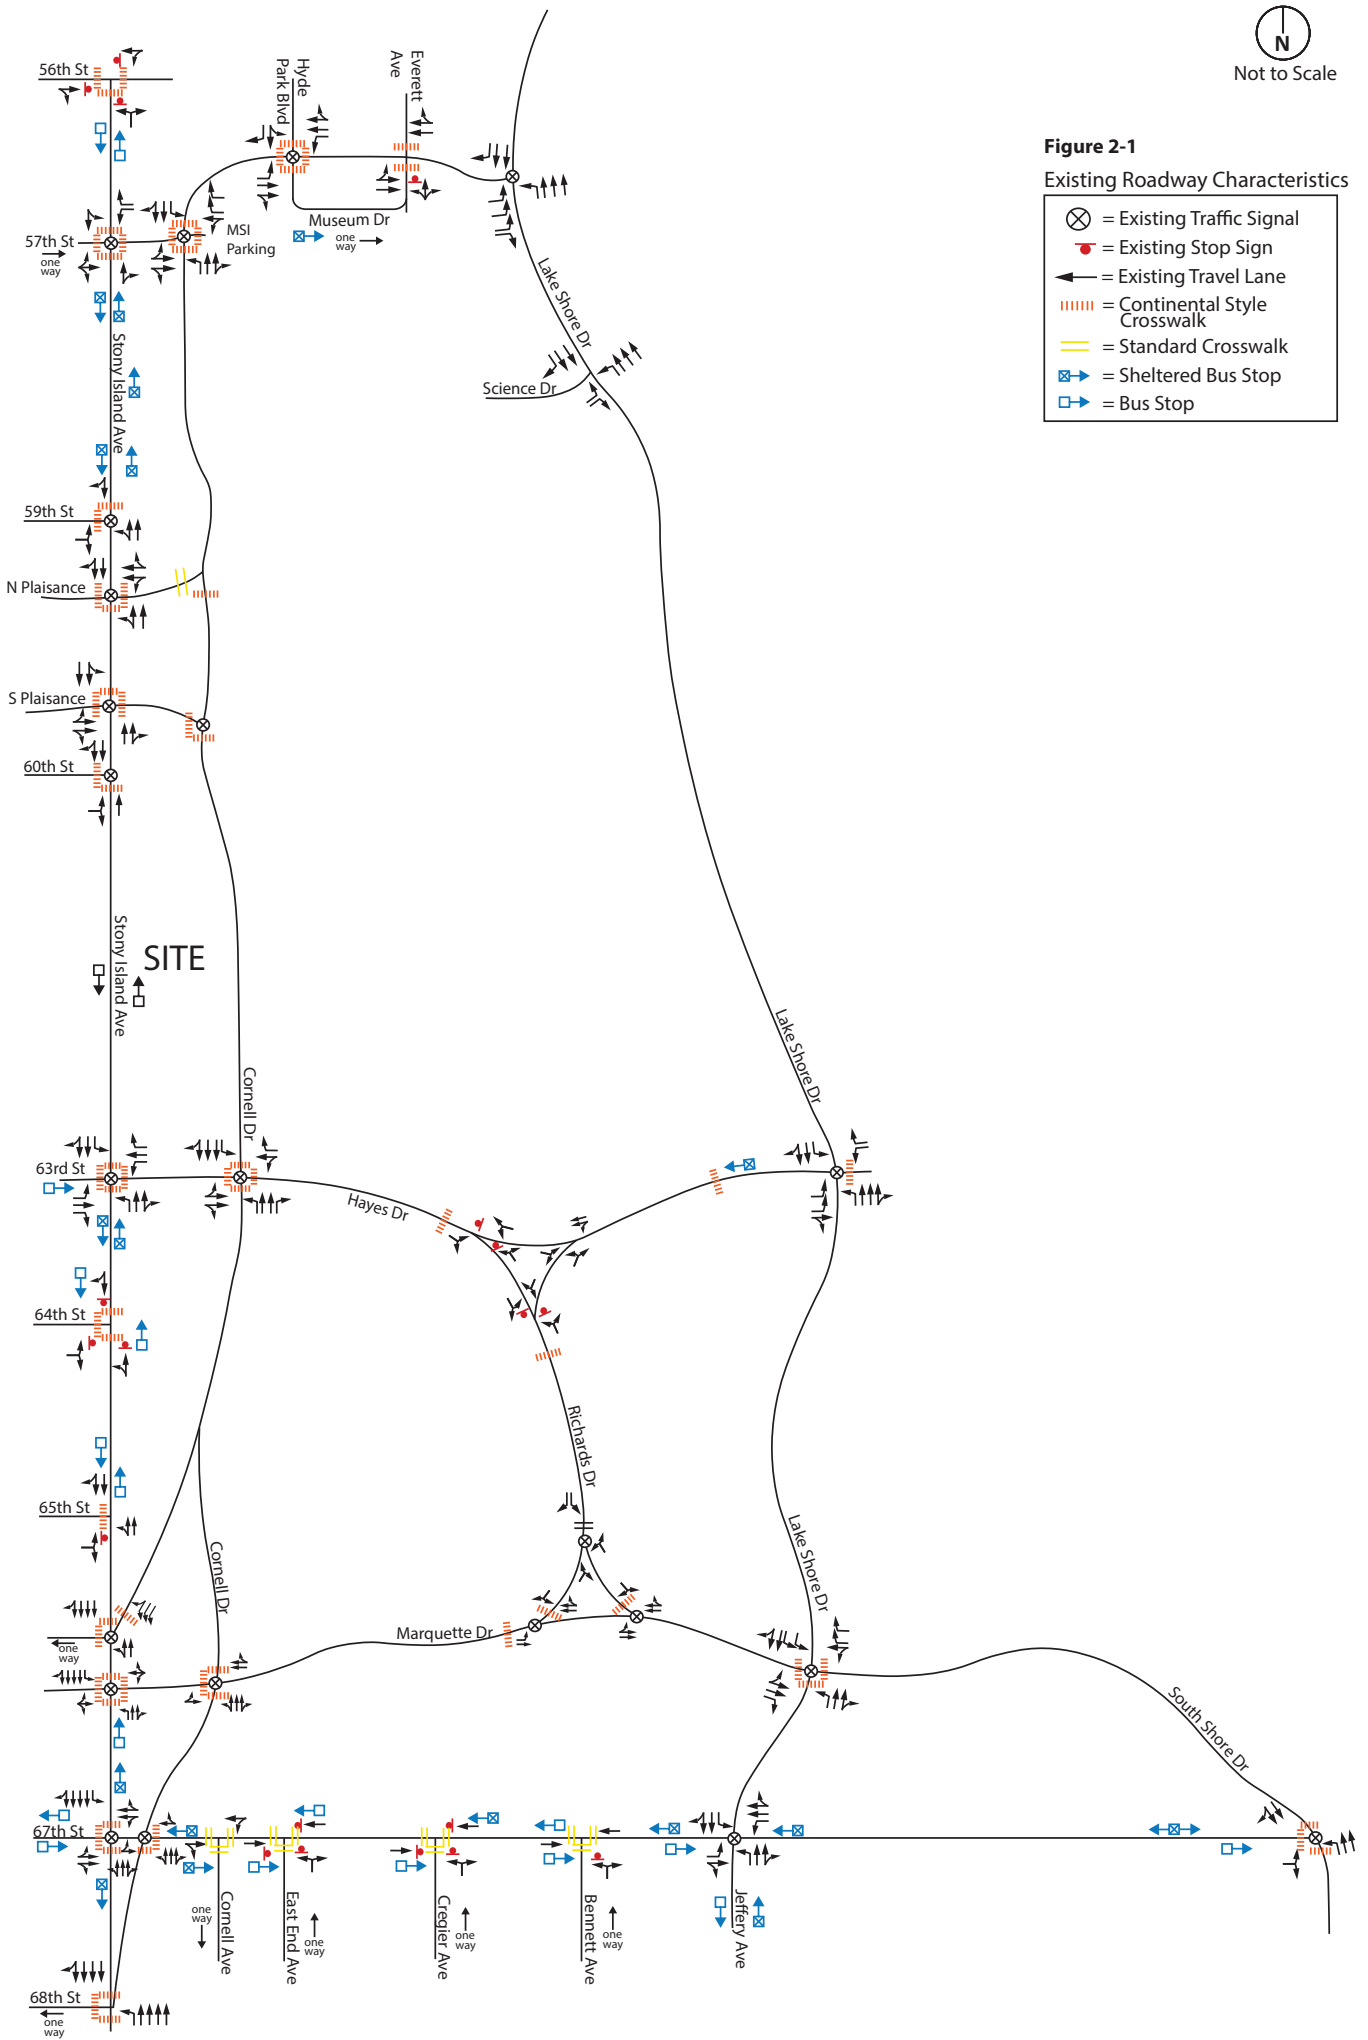 N
Not to Scale
Figure 2-1
Existing Roadway Characteristics
= Existing Traffic Signal
= Existing Stop Sign
= Existing Travel Lane
= Continental Style
Crosswalk
= Standard Crosswalk
= Sheltered Bus Stop
= Bus Stop
56th St
Hyde
Park Blvd
Everett
Ave
Museum Dr
one
way
MSI
Parking
57th St
one
way
Lake Shore Dr
Science Dr
Stony Island Ave
59th St
N Plaisance
S Plaisance
60th St
Stony Island Ave
SITE
Cornell Dr
Lake Shore Dr
63rd St
Hayes Dr
64th St
Richards Dr
65th St
Cornell Dr
Lake Shore Dr
one
way
Marquette Dr
South Shore Dr
67th St
Cornell Ave
one
way
East End Ave
one
way
Cregier Ave
one
way
Bennett Ave
one
way
Jeffery Ave
68th St
one
way